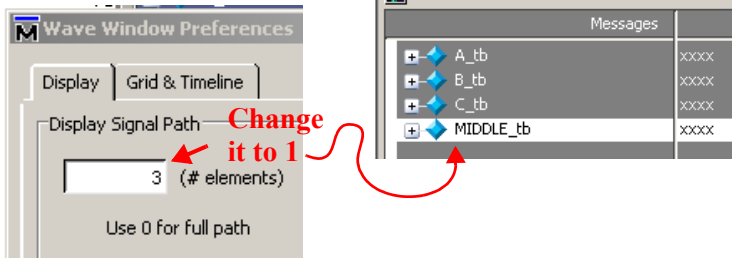 Wave Window Preferences
Display
Grid & Timeline
Display Signal Path
3 (# elements)
Use 0 for full path
Change
it to 1
Messages
A_tb xxxx
B_tb xxxx
C_tb xxxx
MIDDLE_tb xxxx